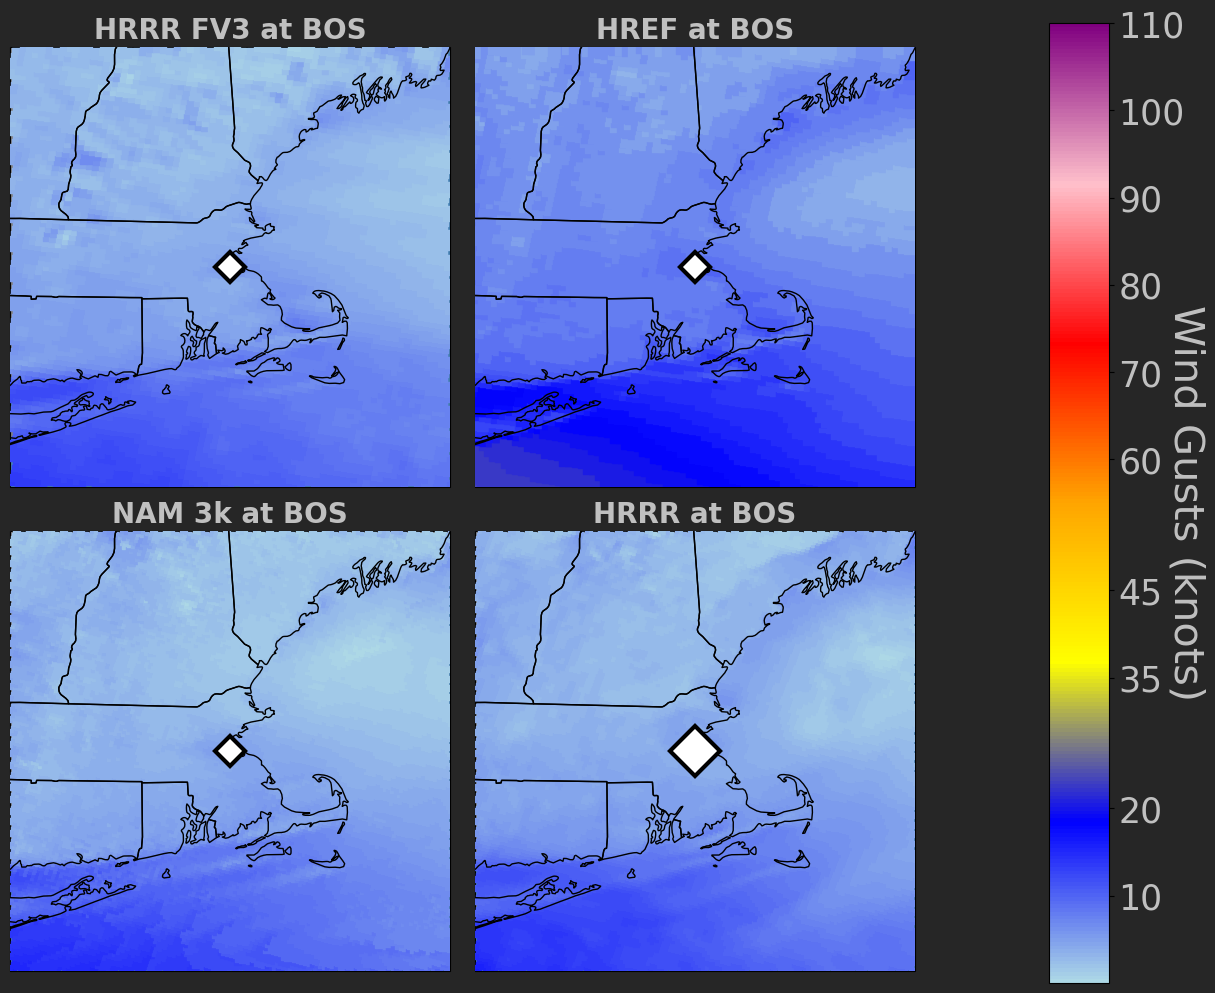 HRRR FV3 at BOS
HREF at BOS
NAM 3k at BOS
HRRR at BOS
110
100
90
80
70
60
45
35
20
10
Wind Gusts (knots)